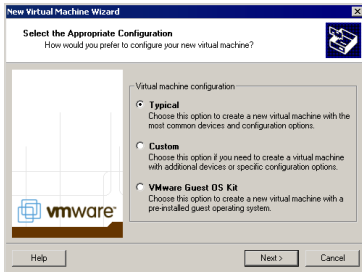 New Virtual Machine Wizard
Select the Appropriate Configuration
How would you prefer to configure your new virtual machine?
Virtual machine configuration
Typical
Choose this option to create a new virtual machine with the
most common devices and configuration options.
Custom
Choose this option if you need to create a virtual machine
with additional devices or specific configuration options.
VMware Guest OS Kit
Choose this option to create a new virtual machine with a
pre-installed guest operating system.
vmware
Help
Next >
Cancel